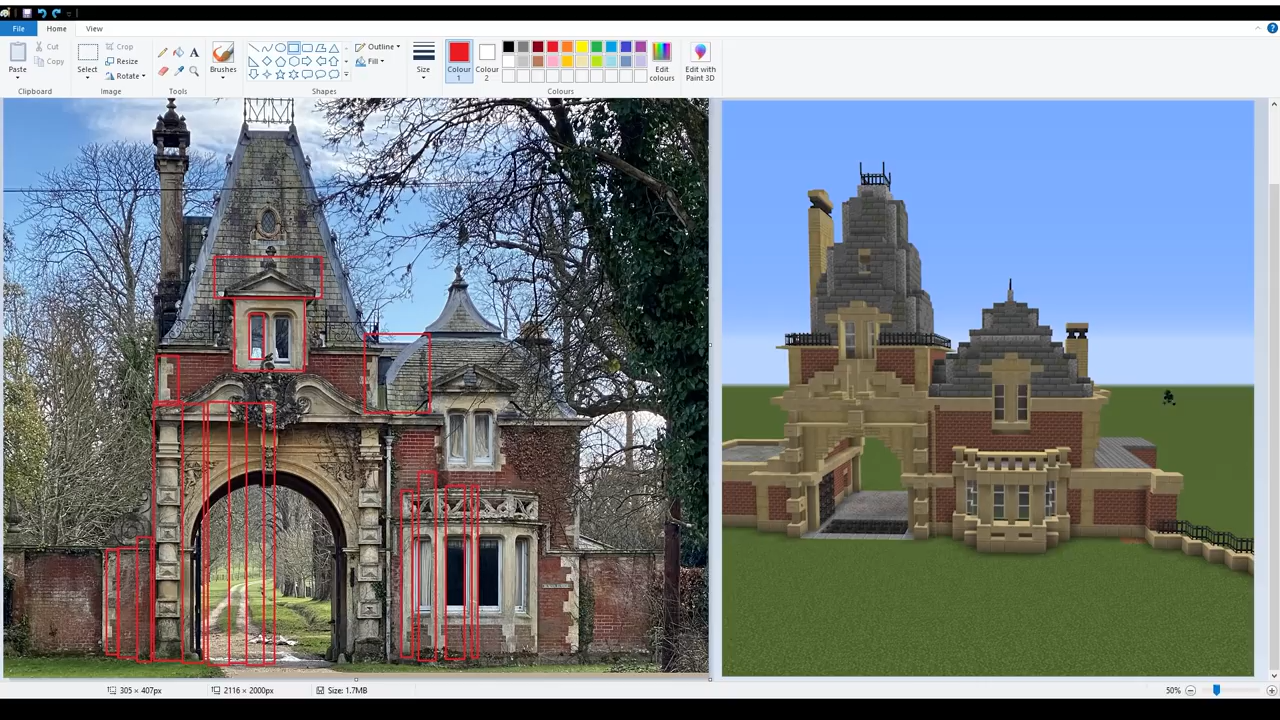 File Home View
Paste
Cut
Copy
Clipboard
Select
Crop
Resize
Rotate
Image
Tools
Brushes
Shapes
Outline
Fill
Size
Colour
1
Colour
2
Edit
colours
Edit with
Paint 3D
Colours
305 × 407px
2116 × 2000px
Size: 1.7MB
50%